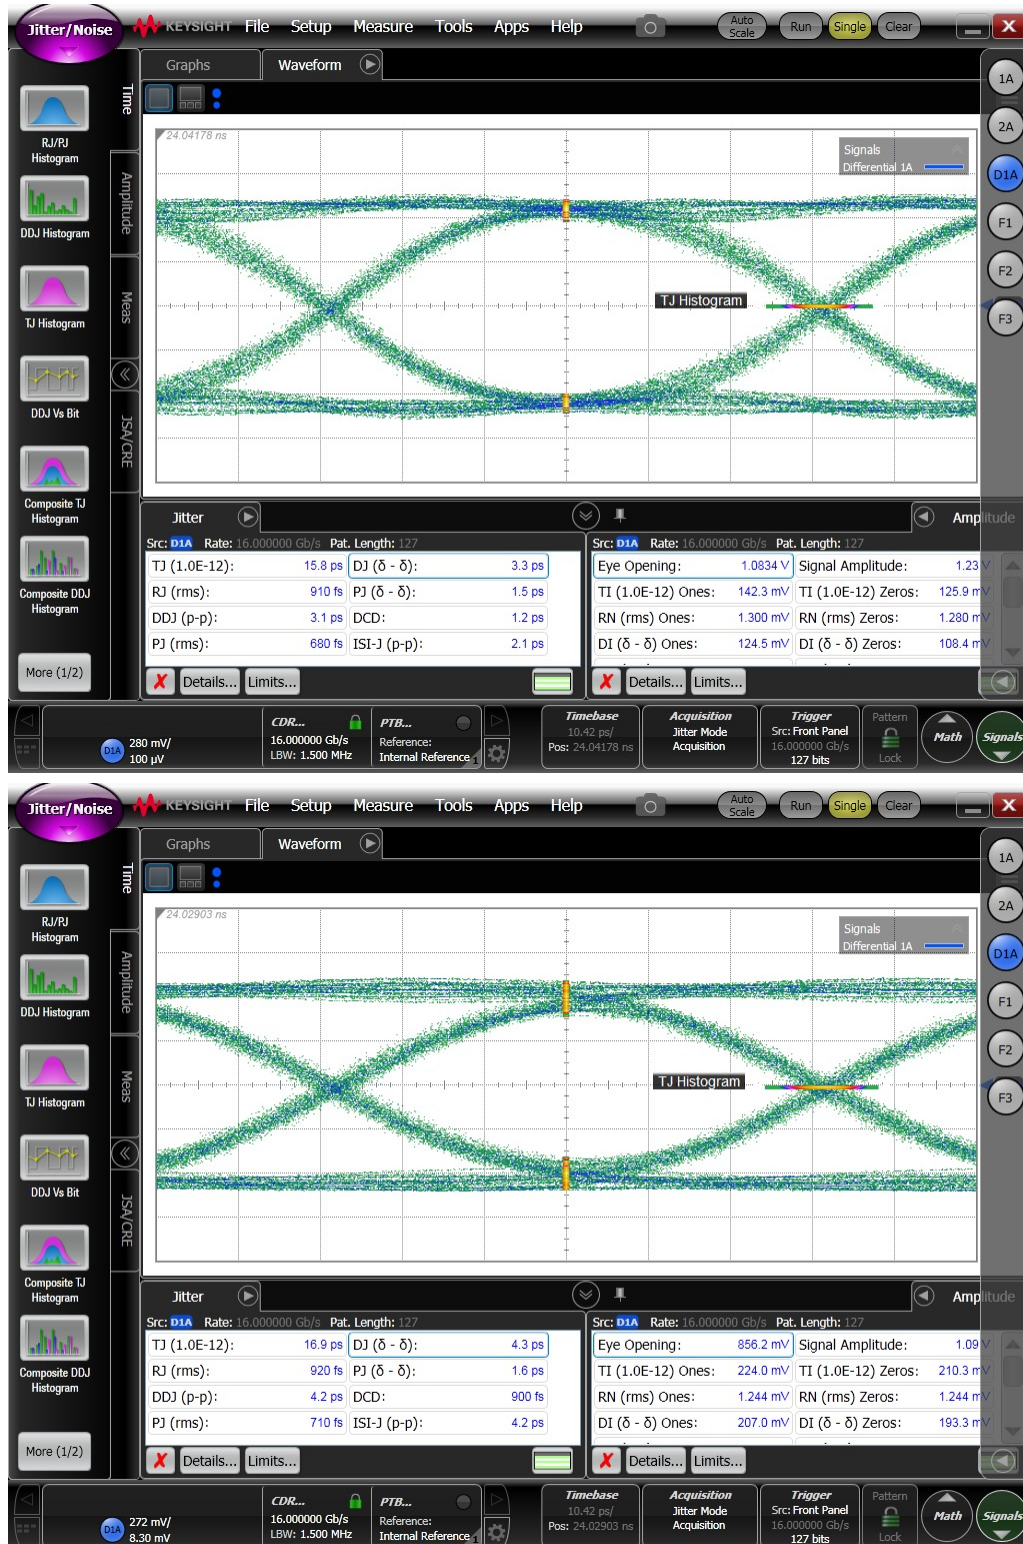 Jitter/Noise KEYSIGHT File Setup Measure Tools Apps Help Auto Scale Run Single Clear X
Graphs Waveform
Time
Amplitude
Meas
JSA/CRE
RJ/PJ
Histogram
DDJ Histogram
TJ Histogram
DDJ Vs Bit
Composite TJ
Histogram
Composite DDJ
Histogram
More (1/2)
24.04178 ns
Signals
Differential 1A
TJ Histogram
1A
2A
D1A
F1
F2
F3
Jitter Amplitude
Src: D1A Rate: 16.000000 Gb/s Pat. Length: 127 Src: D1A Rate: 16.000000 Gb/s Pat. Length: 127
TJ (1.0E-12): 15.8 ps DJ (δ - δ): 3.3 ps Eye Opening: 1.0834 V Signal Amplitude: 1.23 V
RJ (rms): 910 fs PJ (δ - δ): 1.5 ps TI (1.0E-12) Ones: 142.3 mV TI (1.0E-12) Zeros: 125.9 mV
DDJ (p-p): 3.1 ps DCD: 1.2 ps RN (rms) Ones: 1.300 mV RN (rms) Zeros: 1.280 mV
PJ (rms): 680 fs ISI-J (p-p): 2.1 ps DI (δ - δ) Ones: 124.5 mV DI (δ - δ) Zeros: 108.4 mV
Details... Limits... Details... Limits...
D1A 280 mV/
100 µV
CDR...
16.000000 Gb/s
LBW: 1.500 MHz
PTB...
Reference:
Internal Reference 1
Timebase
10.42 ps/
Pos: 24.04178 ns
Acquisition
Jitter Mode
Acquisition
Trigger
Src: Front Panel
16.000000 Gb/s
127 bits
Pattern
Lock
Math
Signals
Jitter/Noise KEYSIGHT File Setup Measure Tools Apps Help Auto Scale Run Single Clear X
Graphs Waveform
Time
Amplitude
Meas
JSA/CRE
RJ/PJ
Histogram
DDJ Histogram
TJ Histogram
DDJ Vs Bit
Composite TJ
Histogram
Composite DDJ
Histogram
More (1/2)
24.02903 ns
Signals
Differential 1A
TJ Histogram
1A
2A
D1A
F1
F2
F3
Jitter Amplitude
Src: D1A Rate: 16.000000 Gb/s Pat. Length: 127 Src: D1A Rate: 16.000000 Gb/s Pat. Length: 127
TJ (1.0E-12): 16.9 ps DJ (δ - δ): 4.3 ps Eye Opening: 856.2 mV Signal Amplitude: 1.09 V
RJ (rms): 920 fs PJ (δ - δ): 1.6 ps TI (1.0E-12) Ones: 224.0 mV TI (1.0E-12) Zeros: 210.3 mV
DDJ (p-p): 4.2 ps DCD: 900 fs RN (rms) Ones: 1.244 mV RN (rms) Zeros: 1.244 mV
PJ (rms): 710 fs ISI-J (p-p): 4.2 ps DI (δ - δ) Ones: 207.0 mV DI (δ - δ) Zeros: 193.3 mV
Details... Limits... Details... Limits...
D1A 272 mV/
8.30 mV
CDR...
16.000000 Gb/s
LBW: 1.500 MHz
PTB...
Reference:
Internal Reference
Timebase
10.42 ps/
Pos: 24.02903 ns
Acquisition
Jitter Mode
Acquisition
Trigger
Src: Front Panel
16.000000 Gb/s
127 bits
Pattern
Lock
Math
Signals